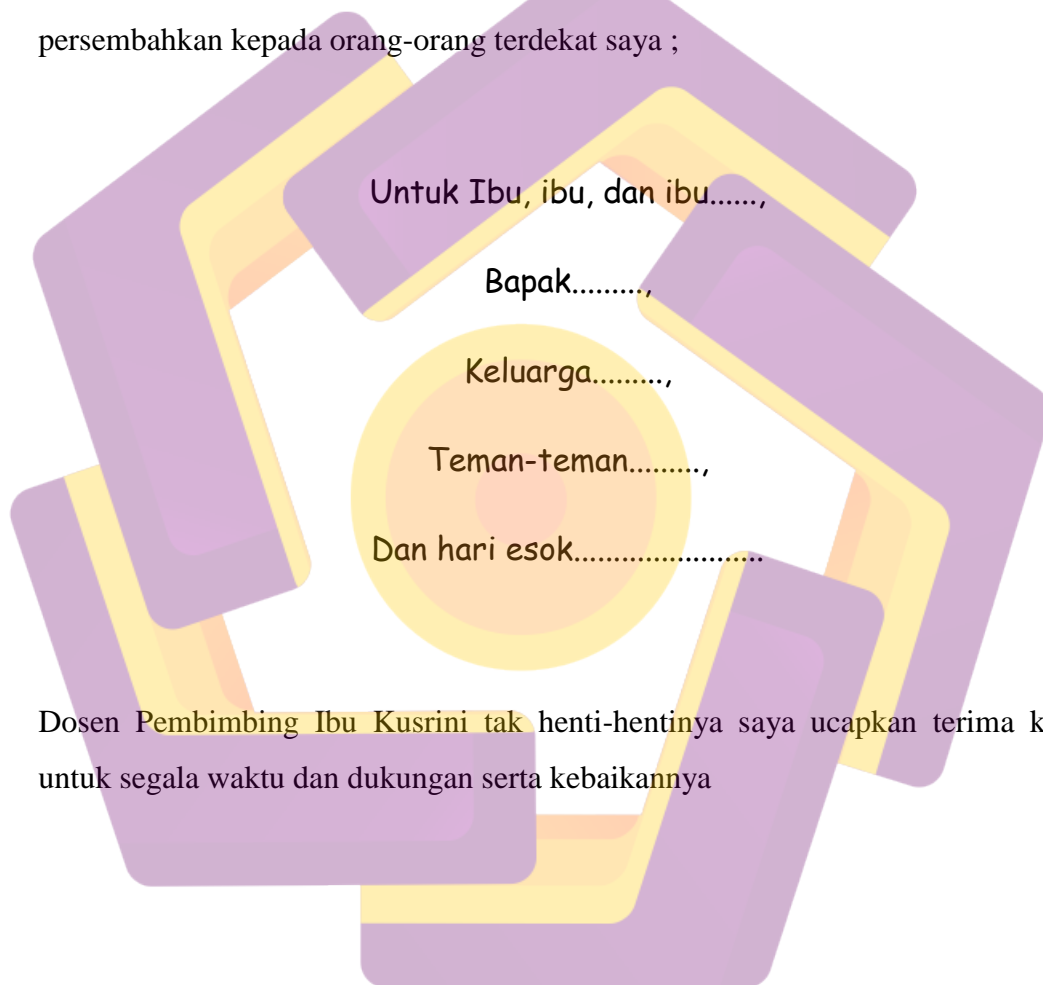 persembahkan kepada orang-orang terdekat saya ;
Untuk Ibu, ibu, dan ibu......,
Bapak.........,
Keluarga.........,
Teman-teman.........,
Dan hari esok........................
Dosen Pembimbing Ibu Kusrini tak henti-hentinya saya ucapkan terima k
untuk segala waktu dan dukungan serta kebaikannya